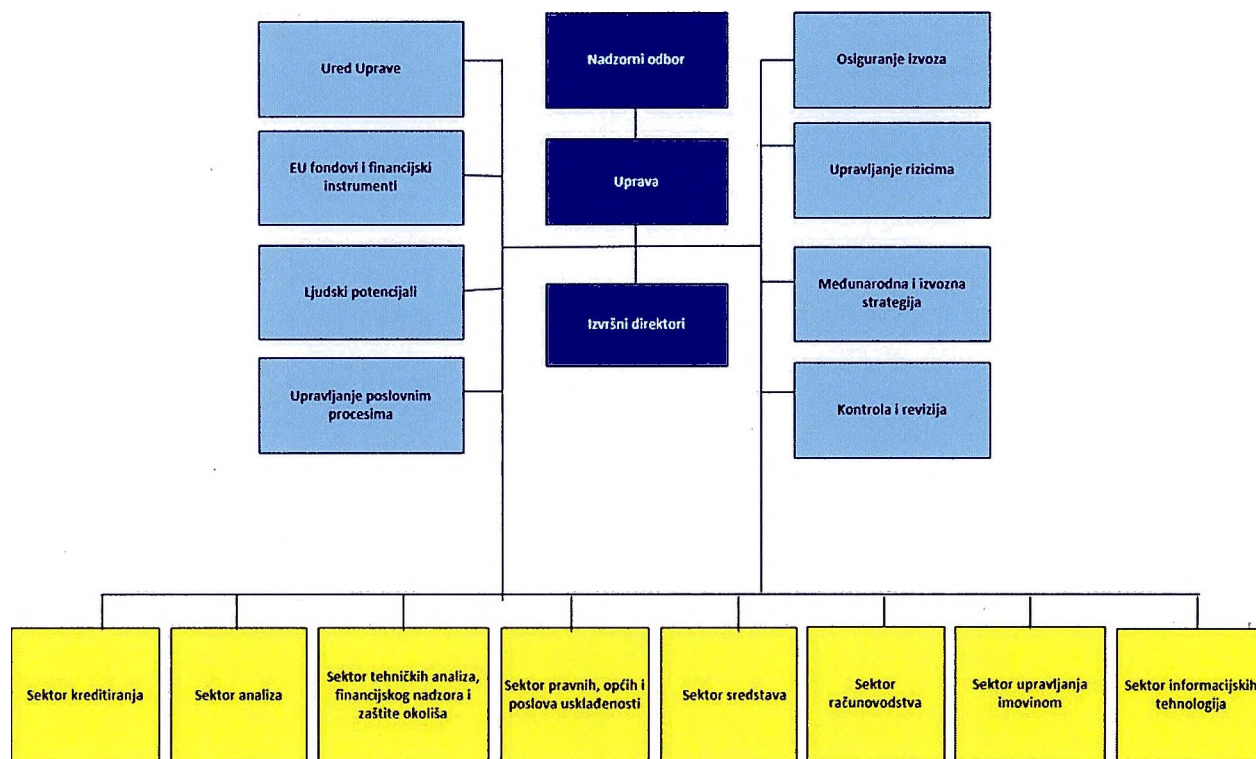 Ured Uprave
Nadzorni odbor
Osiguranje izvoza
EU fondovi i financijski
instrumenti
Uprava
Upravljanje rizicima
Ljudski potencijali
Izvršni direktori
Međunarodna i izvozna
strategija
Upravljanje poslovnim
procesima
Kontrola i revizija
Sektor kreditiranja
Sektor analiza
Sektor tehničkih analiza,
financijskog nadzora i
zaštite okoliša
Sektor pravnih, općih i
poslova usklađenosti
Sektor sredstava
Sektor
računovodstva
Sektor upravljanja
imovinom
Sektor informacijskih
tehnologija